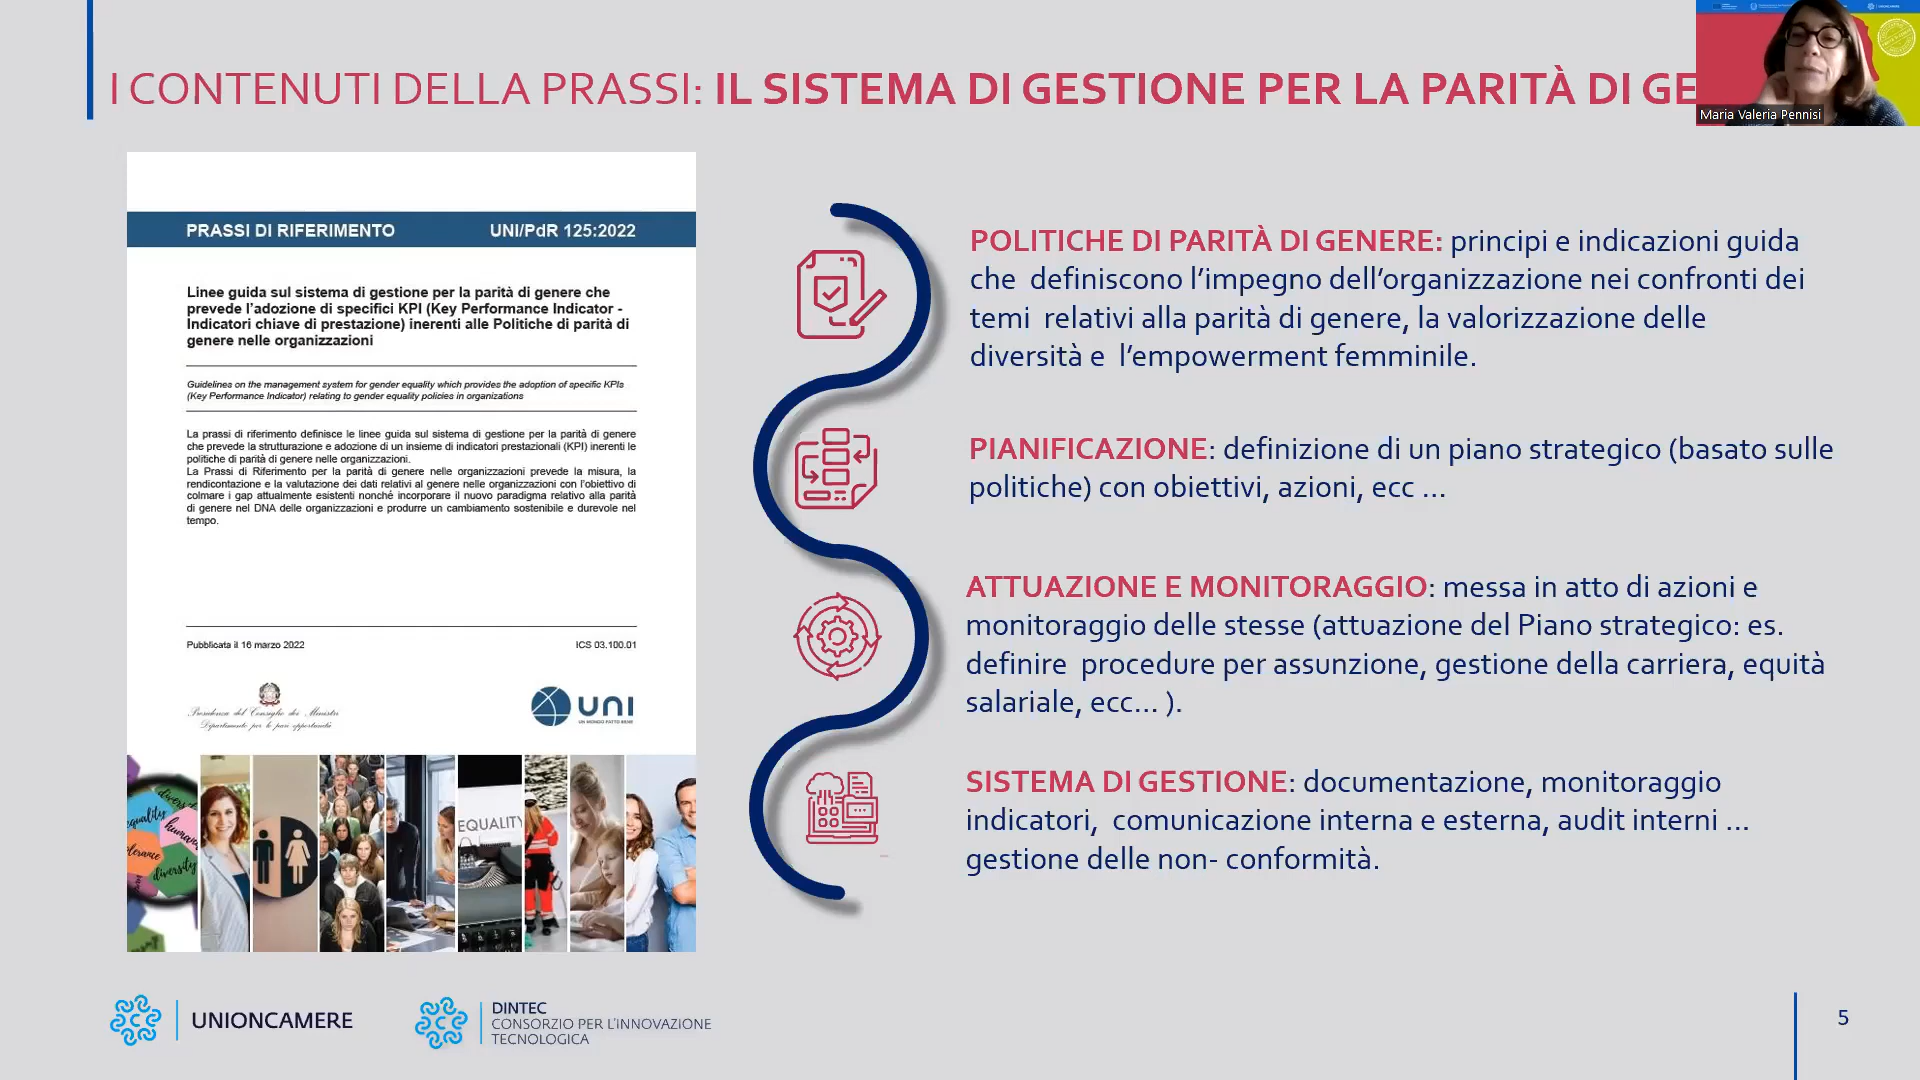 I CONTENUTI DELLA PRASSI: IL SISTEMA DI GESTIONE PER LA PARITÀ DI GE
Maria Valeria Pennisi
PRASSI DI RIFERIMENTO UNI/PdR 125:2022
Linee guida sul sistema di gestione per la parità di genere che
prevede l'adozione di specifici KPI (Key Performance Indicator -
Indicatori chiave di prestazione) inerenti alle Politiche di parità di
genere nelle organizzazioni
Guidelines on the management system for gender equality which provides the adoption of specific KPIs
(Key Performance Indicator) relating to gender equality policies in organizations
La prassi di riferimento definisce le linee guida sul sistema di gestione per la parità di genere
che prevede la strutturazione e adozione di un insieme di indicatori prestazionali (KPI) inerenti le
politiche di parità di genere nelle organizzazioni.
La Prassi di Riferimento per la parità di genere nelle organizzazioni prevede la misura, la
rendicontazione e la valutazione dei dati relativi al genere nelle organizzazioni con l'obiettivo di
colmare i gap attualmente esistenti nonché incorporare il nuovo paradigma relativo alla parità
di genere nel DNA delle organizzazioni e produrre un cambiamento sostenibile e durevole nel
tempo.
Pubblicata il 16 marzo 2022 ICS 03.100.01
Presidenza del Consiglio dei Ministri
Dipartimento per le pari opportunità
UNI
UN MONDO FATTO BENE
equality
human
diversity
EQUALITY
POLITICHE DI PARITÀ DI GENERE: principi e indicazioni guida
che definiscono l'impegno dell'organizzazione nei confronti dei
temi relativi alla parità di genere, la valorizzazione delle
diversità e l'empowerment femminile.
PIANIFICAZIONE: definizione di un piano strategico (basato sulle
politiche) con obiettivi, azioni, ecc ...
ATTUAZIONE E MONITORAGGIO: messa in atto di azioni e
monitoraggio delle stesse (attuazione del Piano strategico: es.
definire procedure per assunzione, gestione della carriera, equità
salariale, ecc... ).
SISTEMA DI GESTIONE: documentazione, monitoraggio
indicatori, comunicazione interna e esterna, audit interni ...
gestione delle non- conformità.
UNIONCAMERE
DINTEC
CONSORZIO PER L'INNOVAZIONE
TECNOLOGICA
5